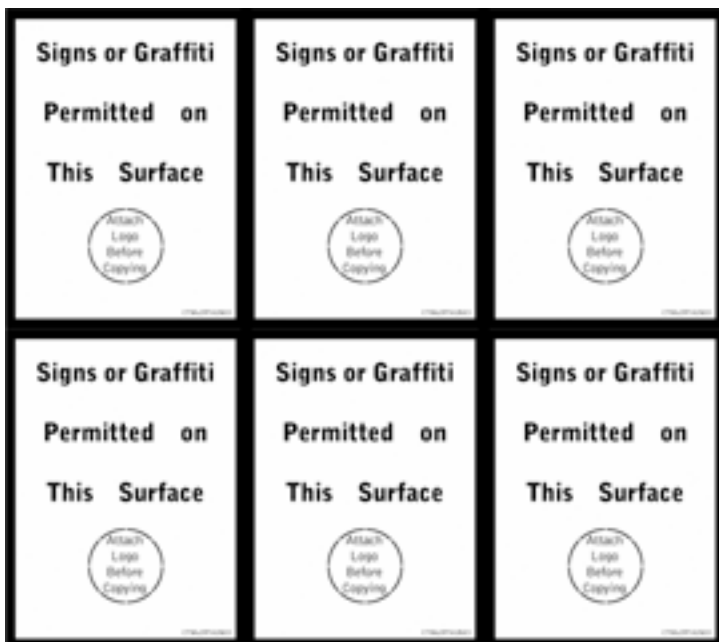 Signs or Graffiti
Permitted on
This Surface
Attach
Logo
Before
Copying
Signs or Graffiti
Permitted on
This Surface
Attach
Logo
Before
Copying
Signs or Graffiti
Permitted on
This Surface
Attach
Logo
Before
Copying
Signs or Graffiti
Permitted on
This Surface
Attach
Logo
Before
Copying
Signs or Graffiti
Permitted on
This Surface
Attach
Logo
Before
Copying
Signs or Graffiti
Permitted on
This Surface
Attach
Logo
Before
Copying